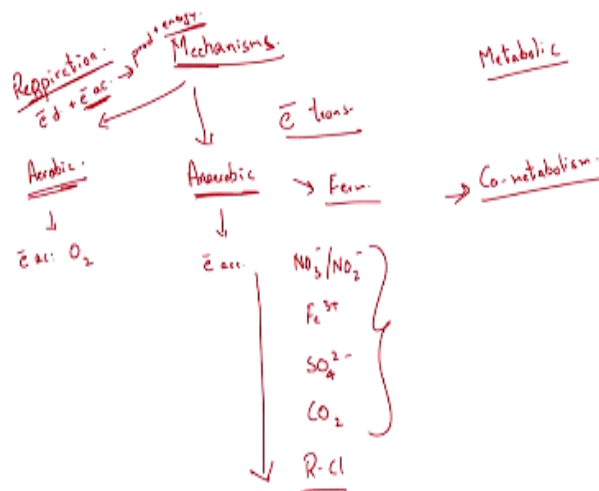 prod + energy.
Mechanisms.
Metabolic
Respiration.
ē d + ē ac. →
ē trans.
Aerobic.
Anaerobic → Ferm.
→ Co-metabolism.
ē acc. O₂
ē acc.
NO₃⁻/NO₂⁻
Fe³⁺
SO₄²⁻
CO₂
R-Cl